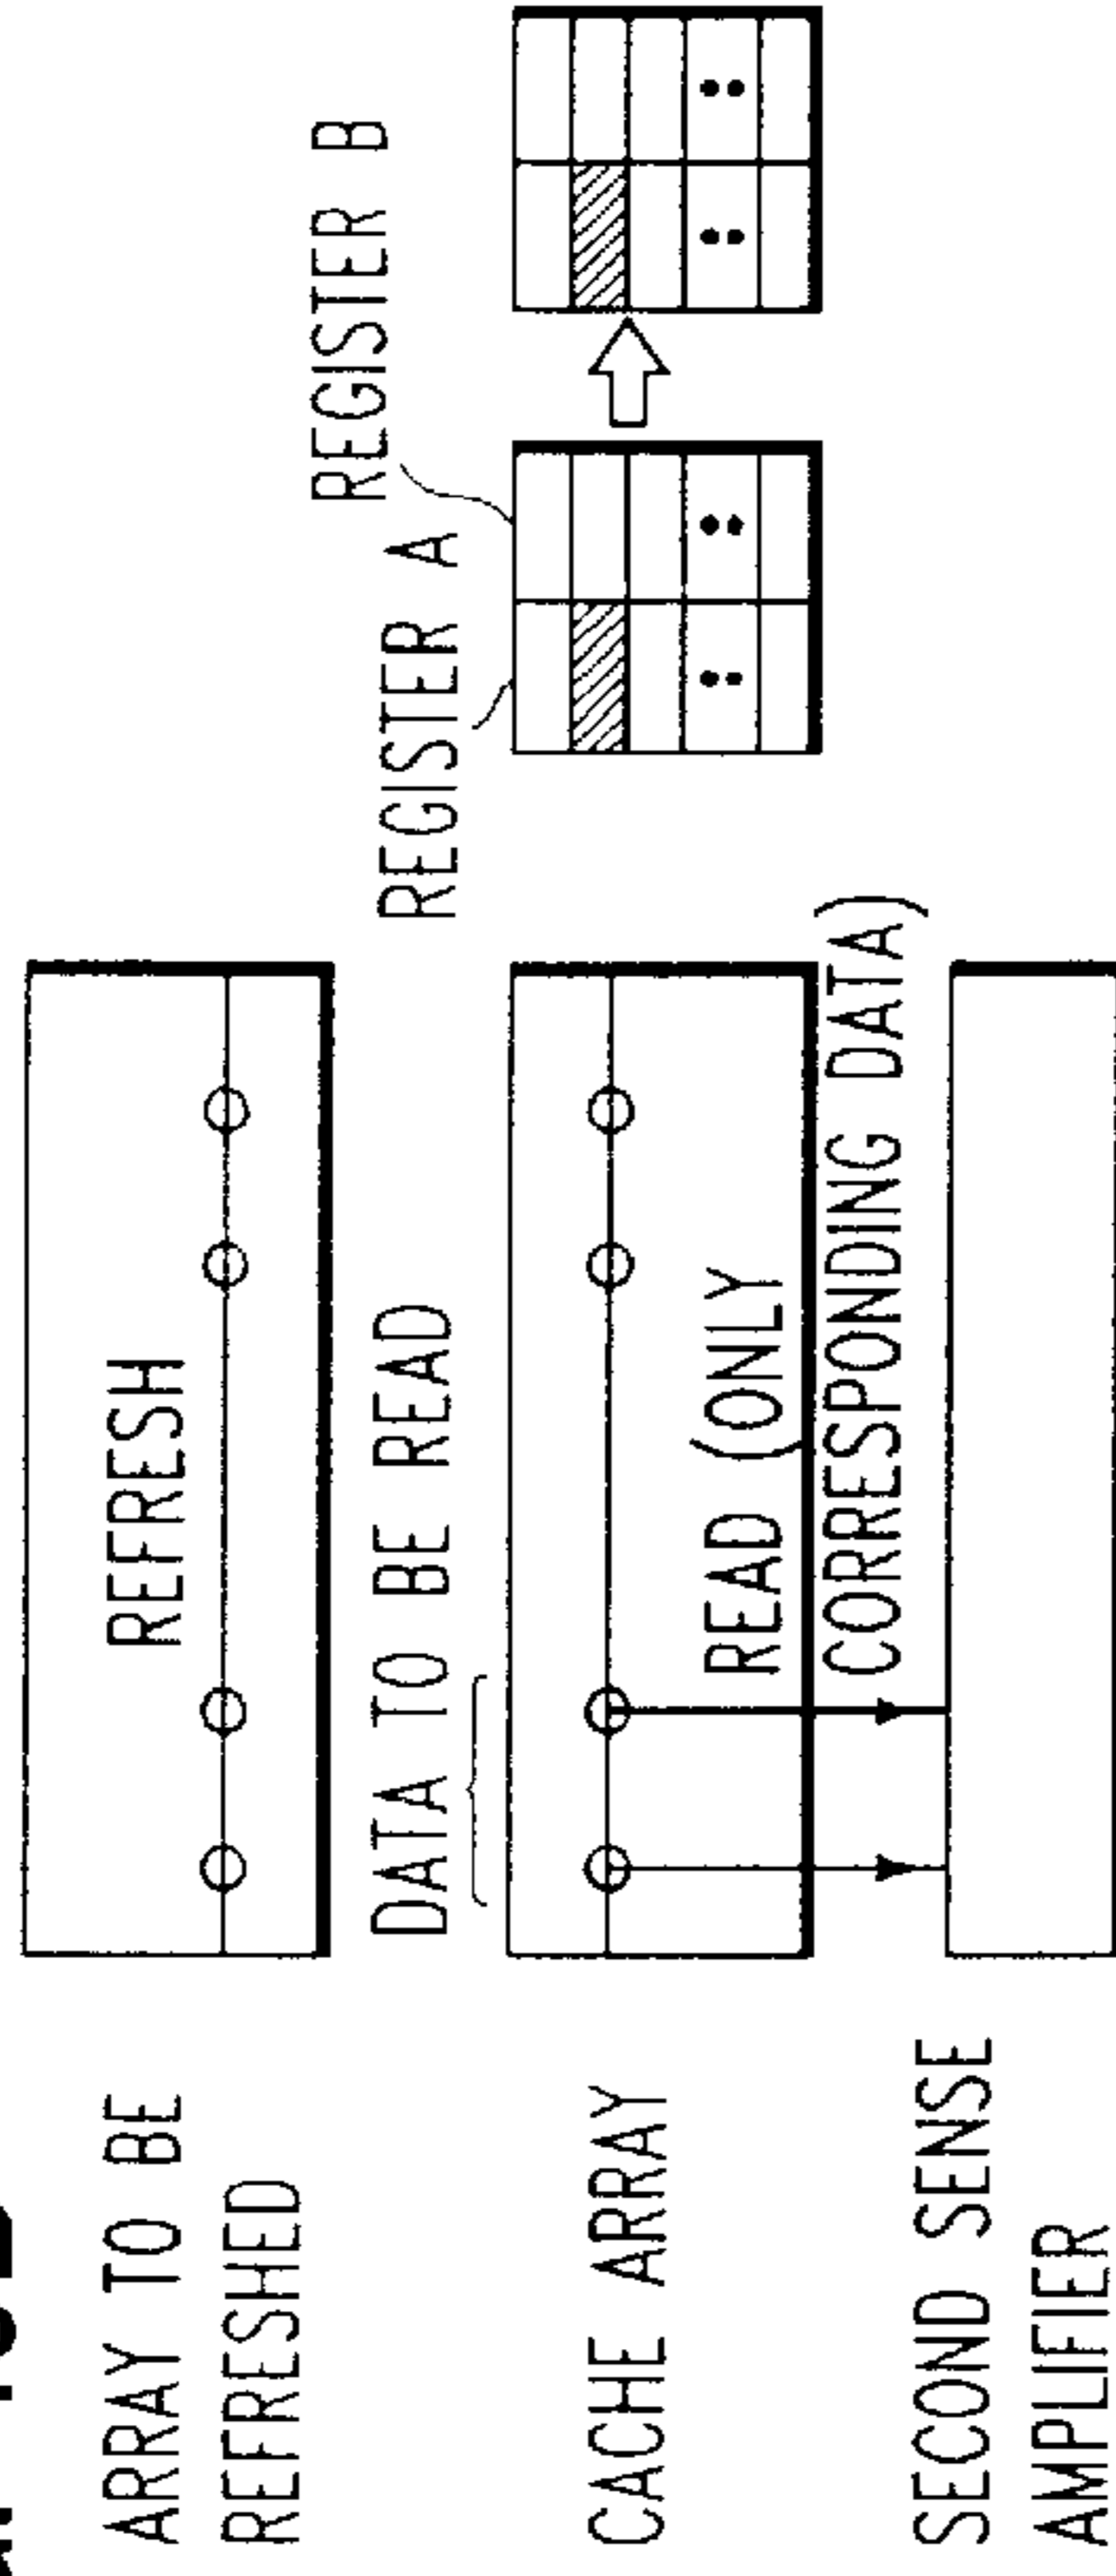 ARRAY TO BE
REFRESHED
REFRESH
DATA TO BE READ
REGISTER A
REGISTER B
CACHE ARRAY
READ (ONLY
CORRESPONDING DATA)
SECOND SENSE
AMPLIFIER